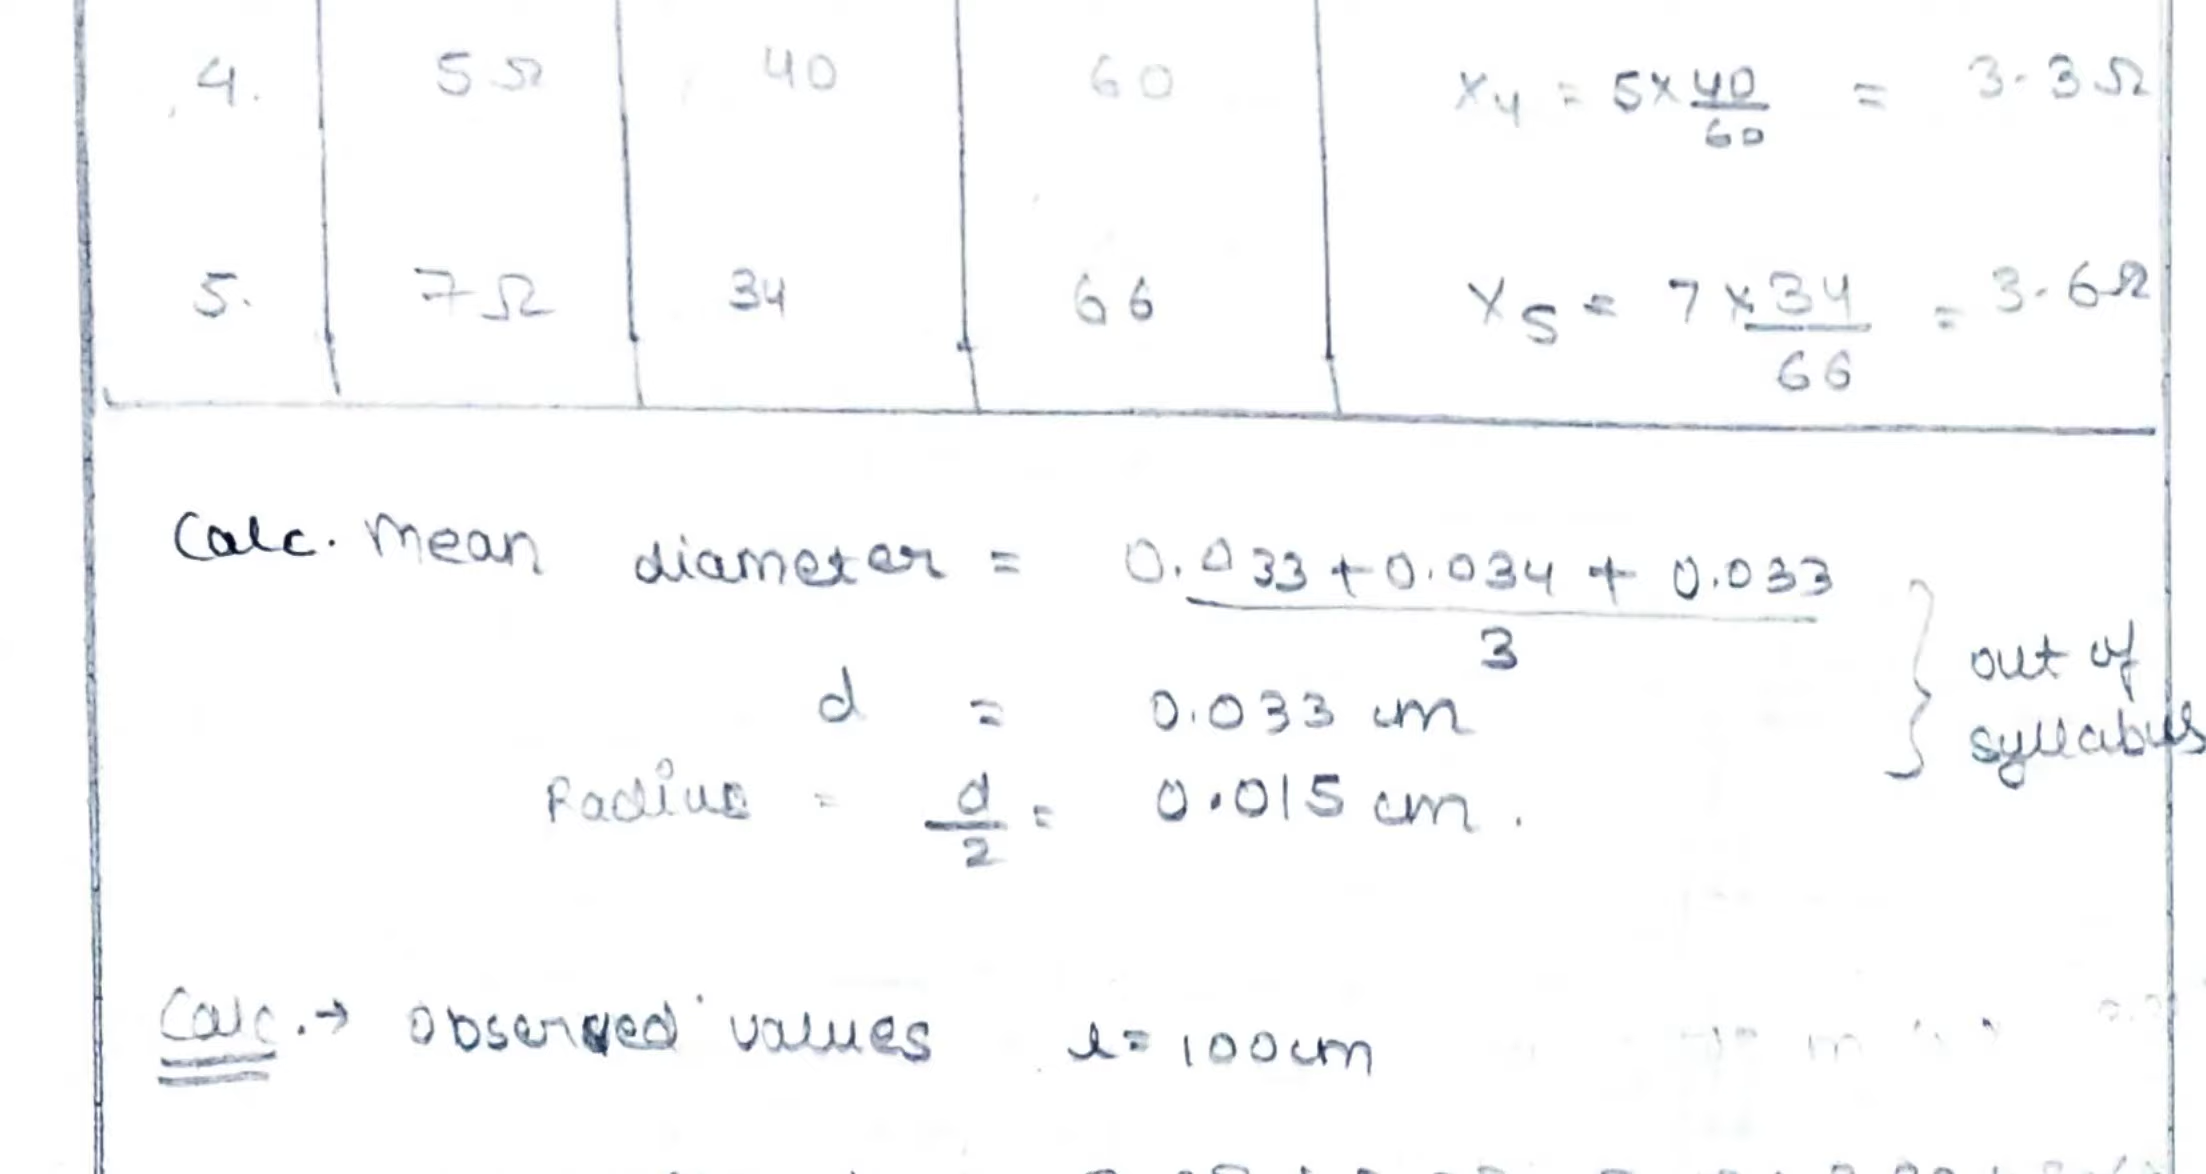 4. 5Ω 40 60 X4 = 5×40/60 = 3.3Ω
5. 7Ω 34 66 X5 = 7×34/66 = 3.6Ω
Calc. Mean diameter = 0.033+0.034+0.033/3
d = 0.033 cm
Radius = d/2 = 0.015 cm.
} out of
syllabus
Calc.→ observed values l=100cm